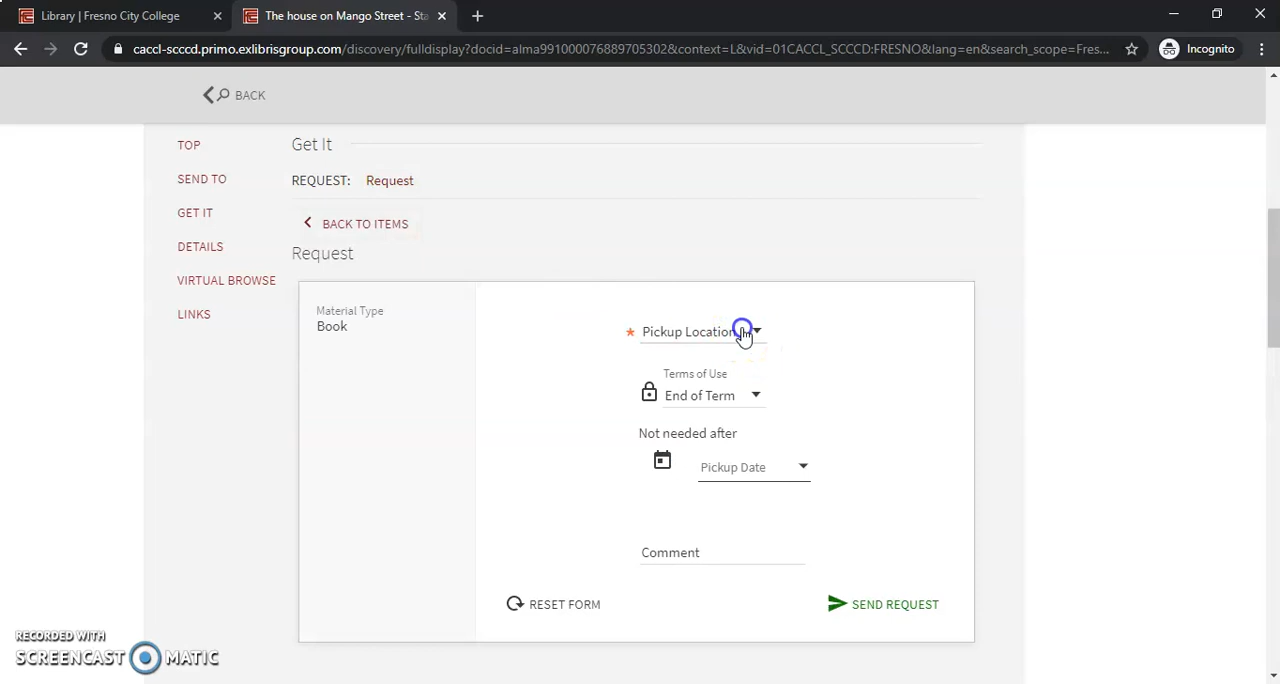 Library | Fresno City College
The house on Mango Street - Sta
caccl-scccd.primo.exlibrisgroup.com/discovery/fulldisplay?docid=alma991000076889705302&context=L&vid=01CACCL_SCCCD:FRESNO&lang=en&search_scope=Fres...
Incognito
BACK
TOP
Get It
SEND TO
REQUEST: Request
GET IT
BACK TO ITEMS
DETAILS
Request
VIRTUAL BROWSE
LINKS
Material Type
Book
* Pickup Location
Terms of Use
End of Term
Not needed after
Pickup Date
Comment
RESET FORM
SEND REQUEST
RECORDED WITH
SCREENCAST MATIC